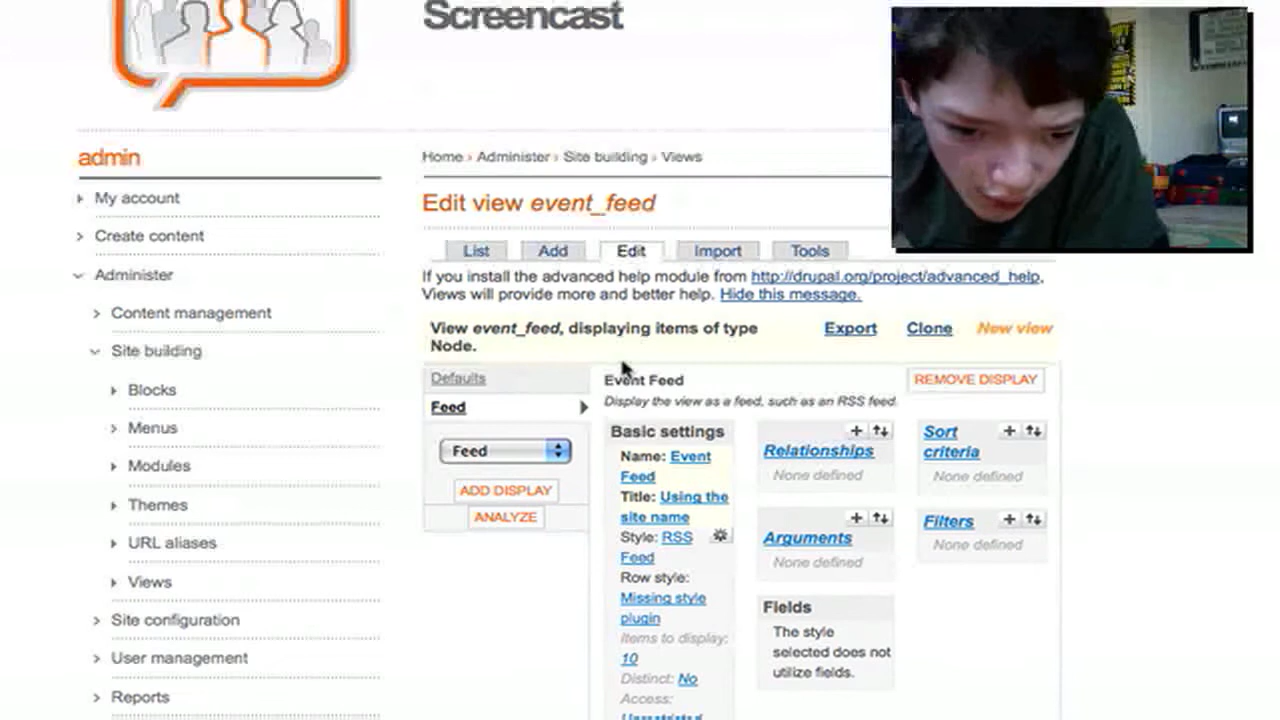 Screencast
admin
My account
Create content
Administer
Content management
Site building
Blocks
Menus
Modules
Themes
URL aliases
Views
Site configuration
User management
Reports
Home › Administer › Site building › Views
Edit view event_feed
List
Add
Edit
Import
Tools
If you install the advanced help module from http://drupal.org/project/advanced_help,
Views will provide more and better help. Hide this message.
View event_feed, displaying items of type
Node.
Export
Clone
New view
Defaults
Feed
Feed
ADD DISPLAY
ANALYZE
Event Feed
REMOVE DISPLAY
Display the view as a feed, such as an RSS feed.
Basic settings
Name: Event
Feed
Title: Using the
site name
Style: RSS
Feed
Row style:
Missing style
plugin
Items to display:
10
Distinct: No
Access:
Relationships
None defined
Arguments
None defined
Fields
The style
selected does not
utilize fields.
Sort
criteria
None defined
Filters
None defined